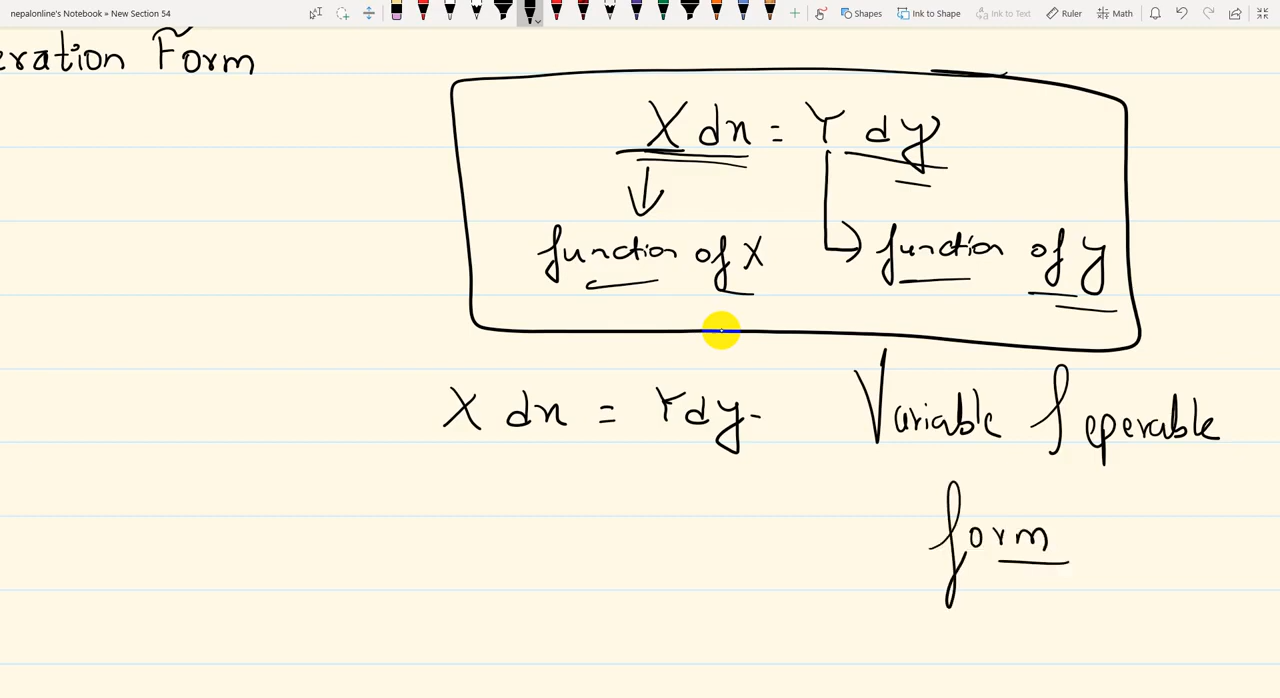 nepalonline's Notebook » New Section 54
Shapes Ink to Shape Ink to Text Ruler Math
eration Form
X dx = Y dy
function of X function of y
X dx = Y dy Variable Seperable
form